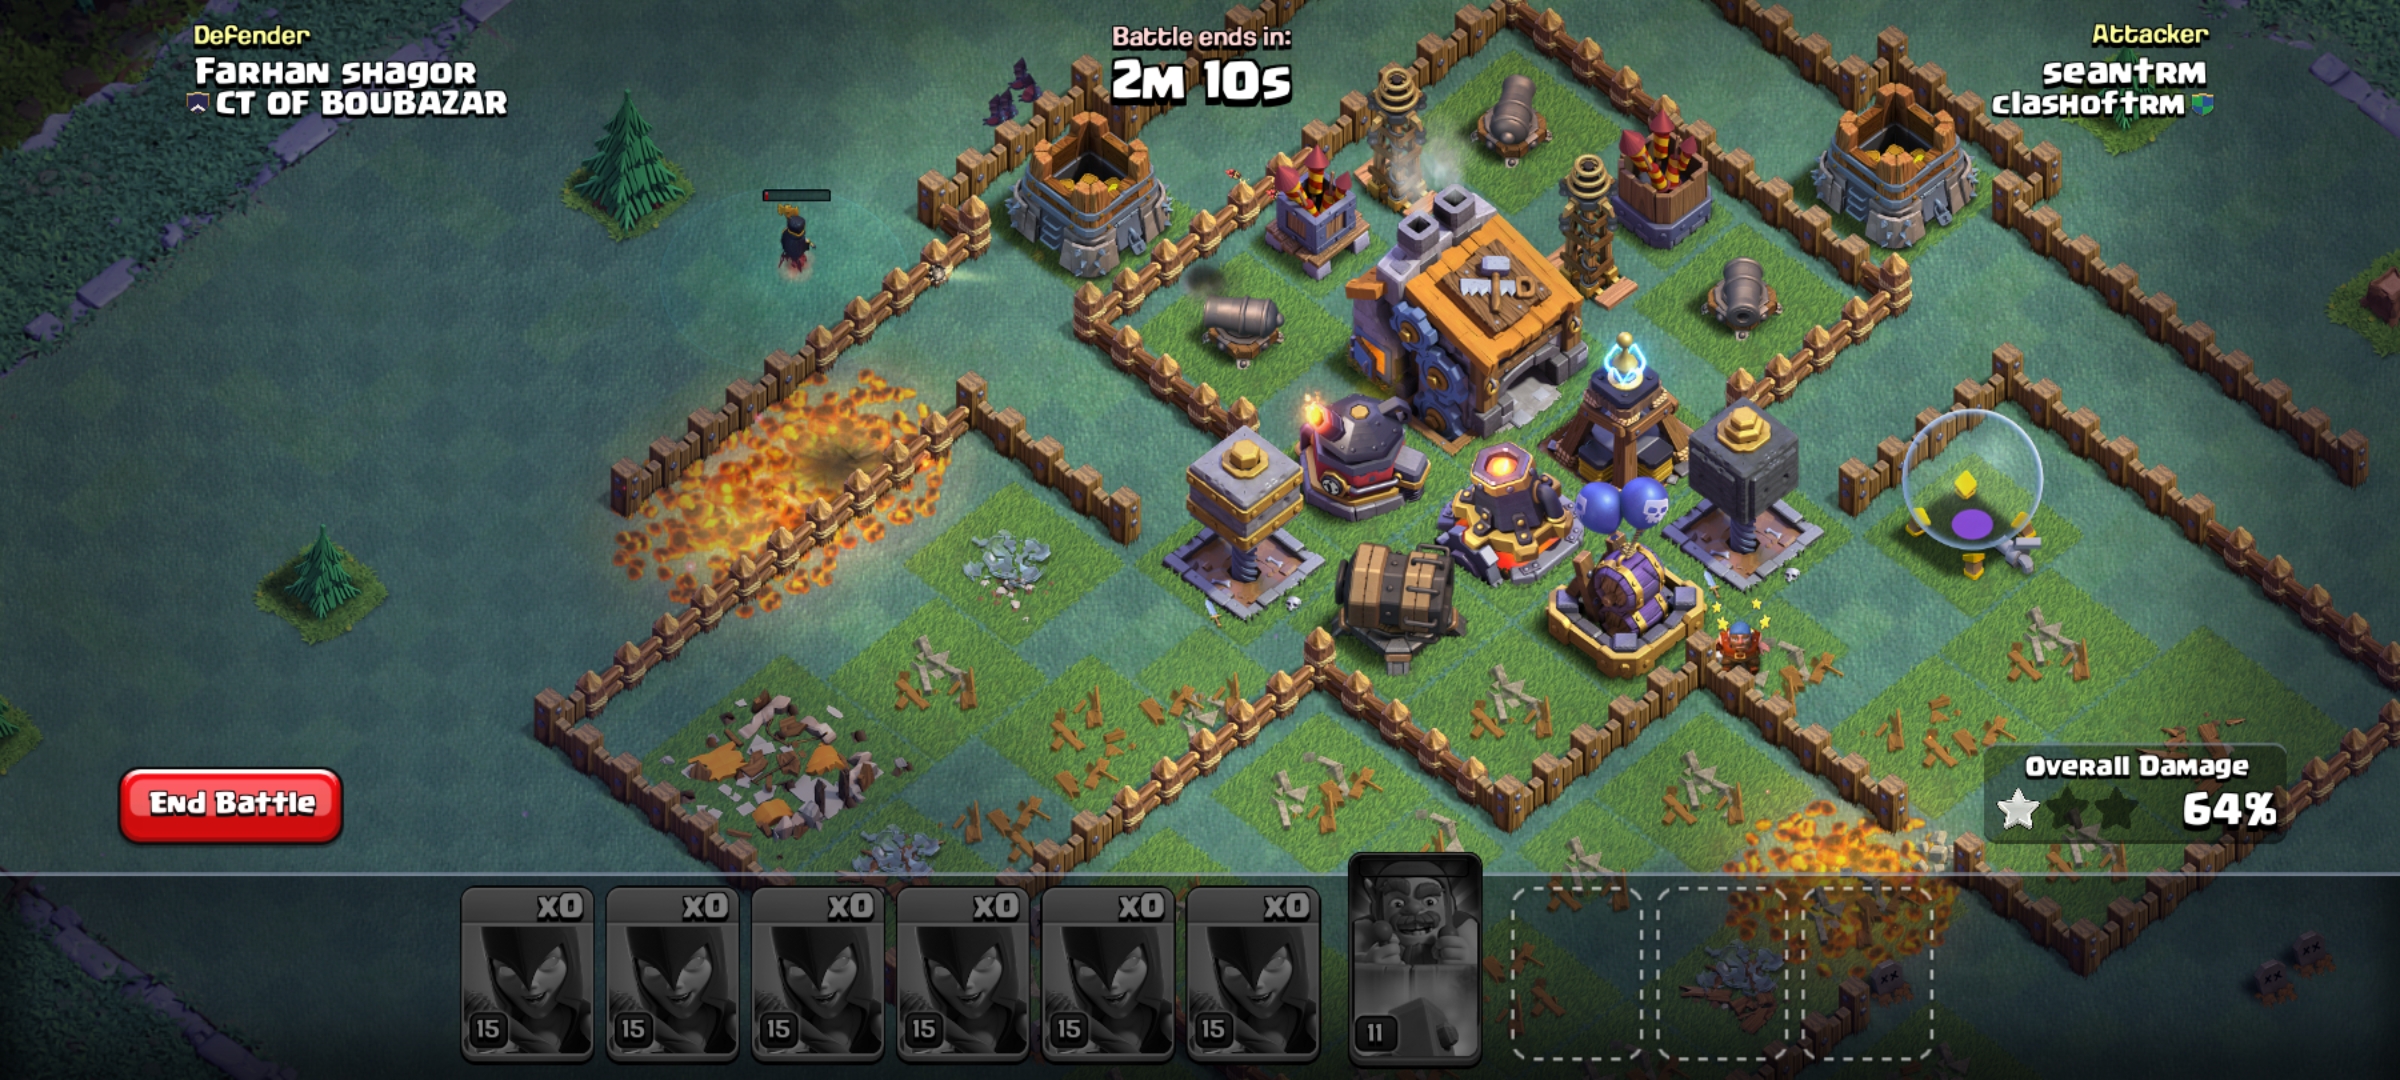 Defender
Farhan shagor
CT OF BOUBAZAR
Battle ends in:
2M 10s
Attacker
seantrm
clashoftrm
End Battle
Overall Damage
64%
x0
x0
x0
x0
x0
x0
15
15
15
15
15
15
11